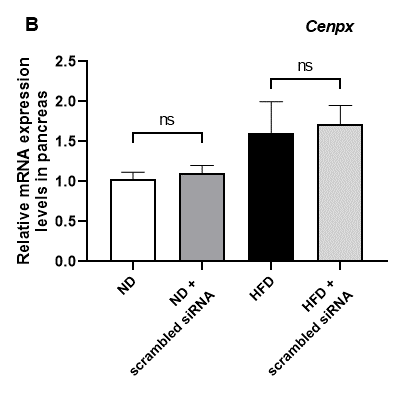 B
Cenpx
Relative mRNA expression
levels in pancreas
2.5
2.0
1.5
1.0
0.5
0.0
ns
ns
ND
ND +
scrambled siRNA
HFD
HFD +
scrambled siRNA